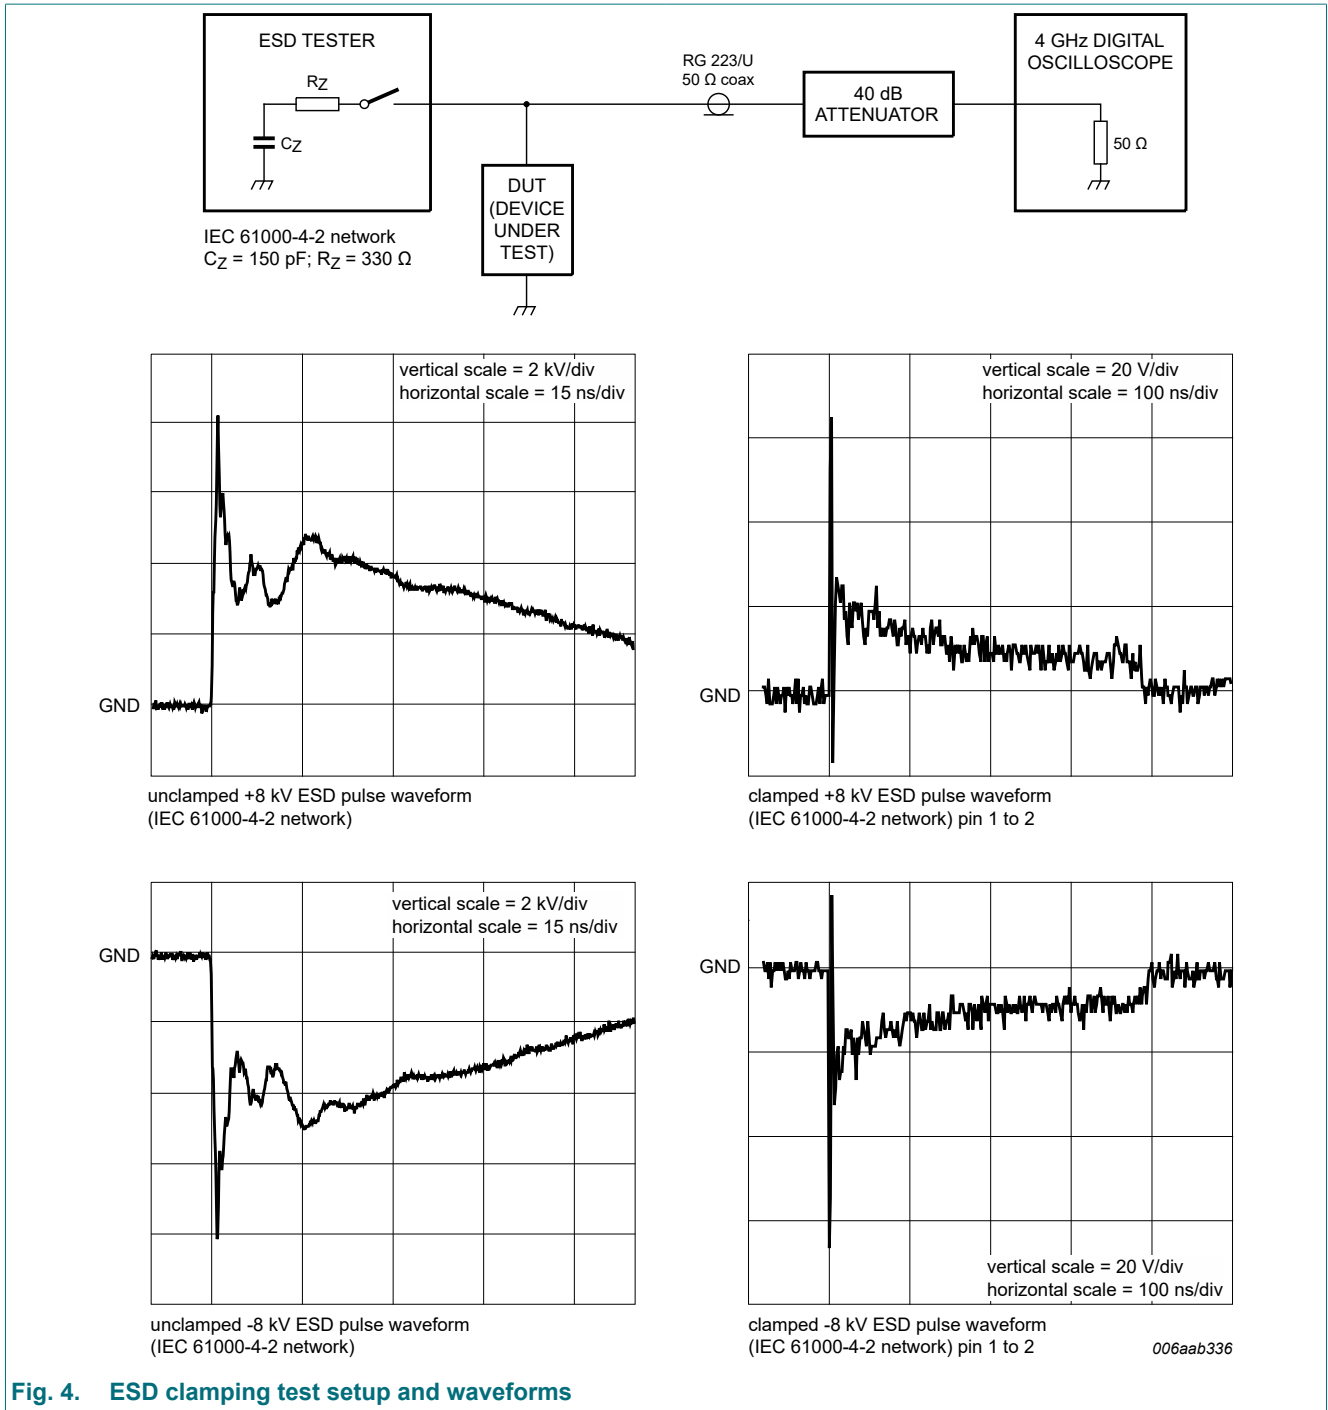 ESD TESTER
RZ
CZ
IEC 61000-4-2 network
CZ = 150 pF; RZ = 330 Ω
DUT
(DEVICE
UNDER
TEST)
RG 223/U
50 Ω coax
40 dB
ATTENUATOR
4 GHz DIGITAL
OSCILLOSCOPE
50 Ω
vertical scale = 2 kV/div
horizontal scale = 15 ns/div
GND
unclamped +8 kV ESD pulse waveform
(IEC 61000-4-2 network)
vertical scale = 20 V/div
horizontal scale = 100 ns/div
GND
clamped +8 kV ESD pulse waveform
(IEC 61000-4-2 network) pin 1 to 2
vertical scale = 2 kV/div
horizontal scale = 15 ns/div
GND
unclamped -8 kV ESD pulse waveform
(IEC 61000-4-2 network)
GND
vertical scale = 20 V/div
horizontal scale = 100 ns/div
clamped -8 kV ESD pulse waveform
(IEC 61000-4-2 network) pin 1 to 2
006aab336
Fig. 4. ESD clamping test setup and waveforms